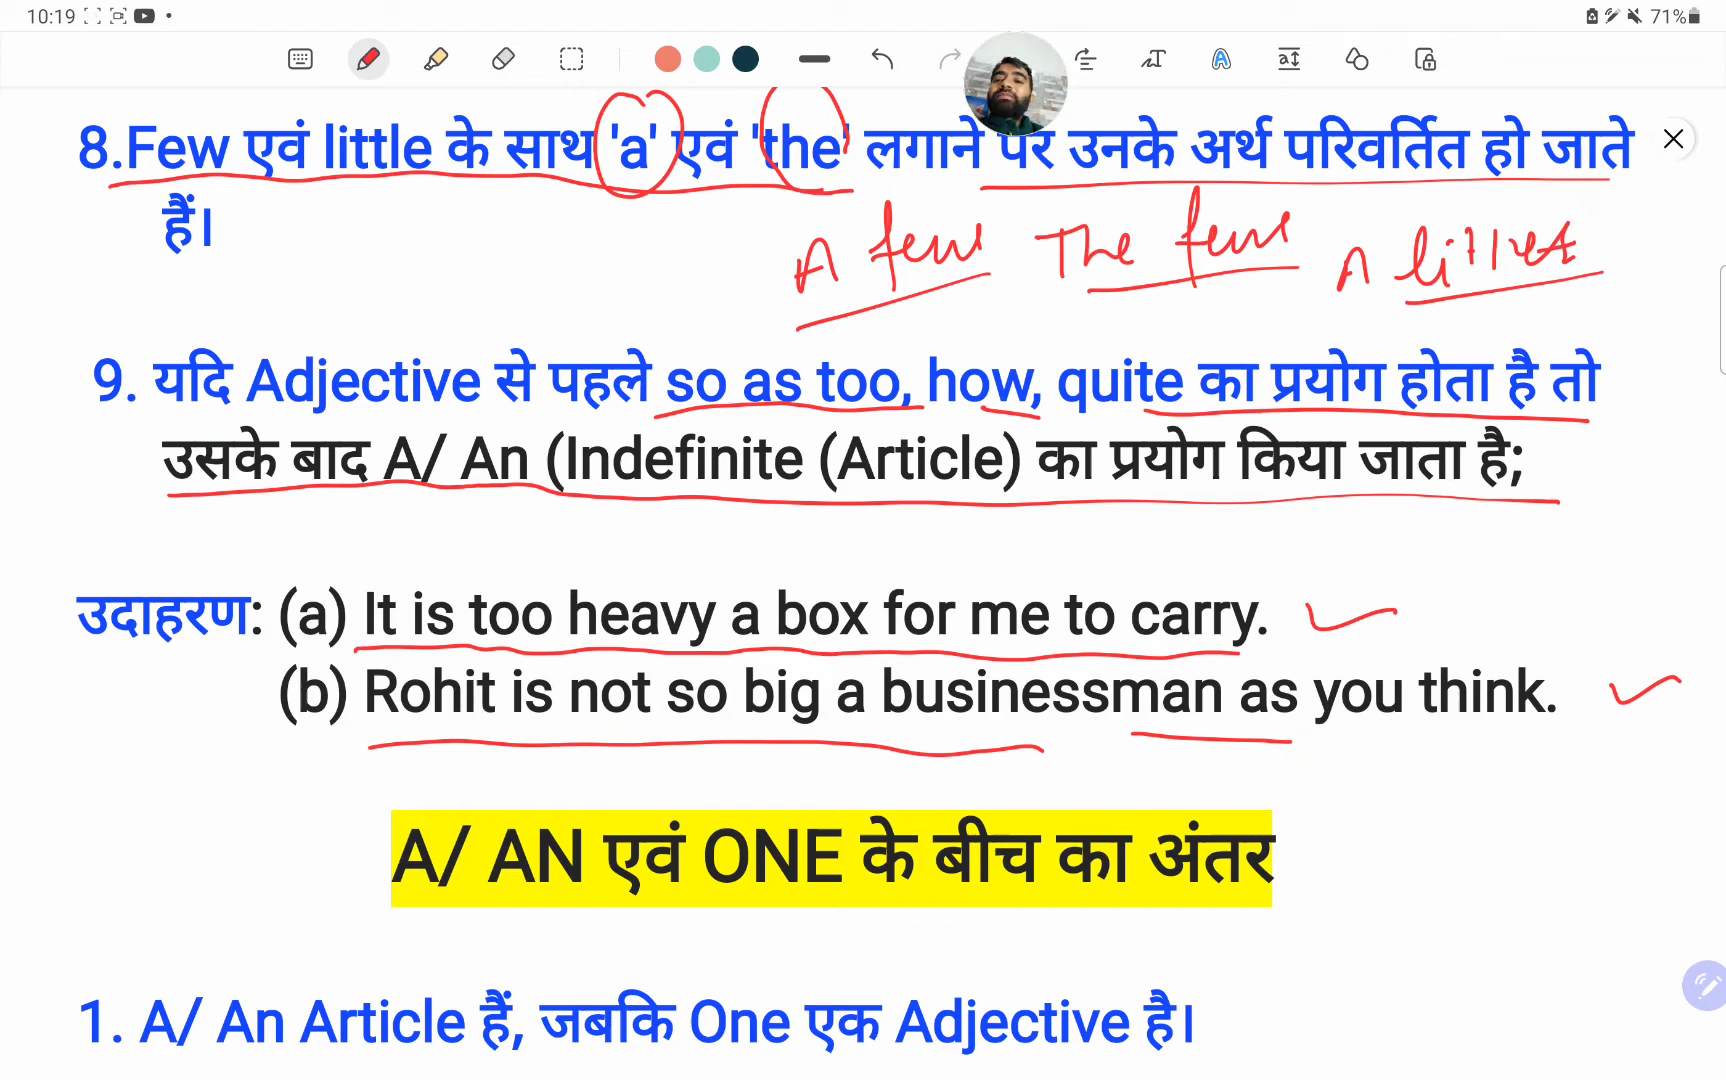 10:19
71%
8.Few एवं little के साथ 'a' एवं 'the' लगाने पर उनके अर्थ परिवर्तित हो जाते
हैं।
A few The few A little
9. यदि Adjective से पहले so as too, how, quite का प्रयोग होता है तो
उसके बाद A/ An (Indefinite (Article) का प्रयोग किया जाता है;
उदाहरण: (a) It is too heavy a box for me to carry.
(b) Rohit is not so big a businessman as you think.
A/ AN एवं ONE के बीच का अंतर
1. A/ An Article हैं, जबकि One एक Adjective है।